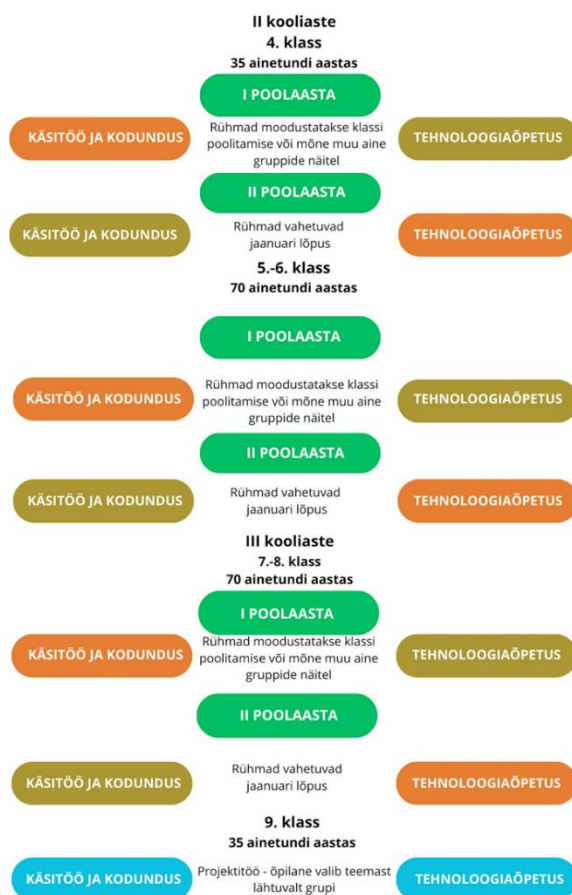 II kooliaste
4. klass
35 ainetundi aastas
I POOLAASTA
KÄSITÖÖ JA KODUNDUS
Rühmad moodustatakse klassi
poolitamise või mõne muu aine
gruppide näitel
TEHNOLOOGIAÕPETUS
II POOLAASTA
KÄSITÖÖ JA KODUNDUS
Rühmad vahetuvad
jaanuari lõpus
TEHNOLOOGIAÕPETUS
5.-6. klass
70 ainetundi aastas
I POOLAASTA
KÄSITÖÖ JA KODUNDUS
Rühmad moodustatakse klassi
poolitamise või mõne muu aine
gruppide näitel
TEHNOLOOGIAÕPETUS
II POOLAASTA
KÄSITÖÖ JA KODUNDUS
Rühmad vahetuvad
jaanuari lõpus
TEHNOLOOGIAÕPETUS
III kooliaste
7.-8. klass
70 ainetundi aastas
I POOLAASTA
KÄSITÖÖ JA KODUNDUS
Rühmad moodustatakse klassi
poolitamise või mõne muu aine
gruppide näitel
TEHNOLOOGIAÕPETUS
II POOLAASTA
KÄSITÖÖ JA KODUNDUS
Rühmad vahetuvad
jaanuari lõpus
TEHNOLOOGIAÕPETUS
9. klass
35 ainetundi aastas
KÄSITÖÖ JA KODUNDUS
Projektitöö - õpilane valib teemast
lähtuvalt grupi
TEHNOLOOGIAÕPETUS